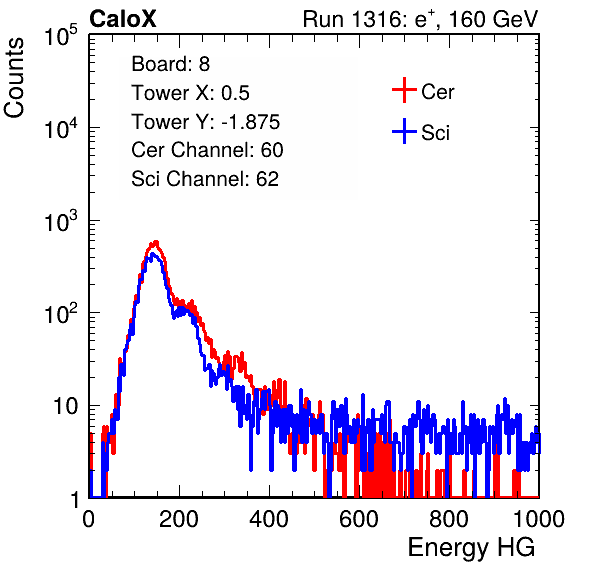 CaloX Run 1316: e⁺, 160 GeV
Counts
Board: 8
Tower X: 0.5
Tower Y: -1.875
Cer Channel: 60
Sci Channel: 62
Cer
Sci
10⁵
10⁴
10³
10²
10
1
0 200 400 600 800 1000
Energy HG